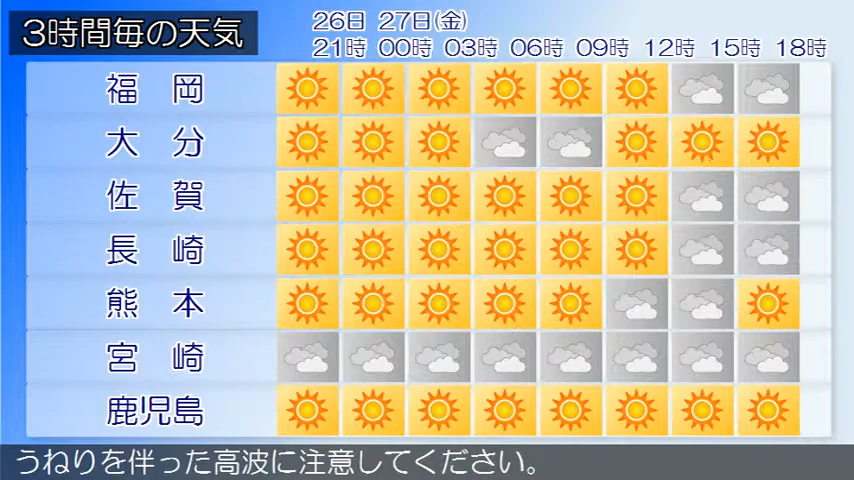 3時間毎の天気
26日 27日(金)
21時 00時 03時 06時 09時 12時 15時 18時
福岡
大分
佐賀
長崎
熊本
宮崎
鹿児島
うねりを伴った高波に注意してください。